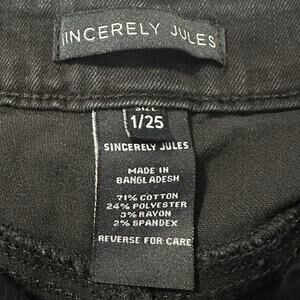 SINCERELY JULES
SIZE
1/25
SINCERELY JULES
MADE IN
BANGLADESH
71% COTTON
24% POLYESTER
3% RAYON
2% SPANDEX
REVERSE FOR CARE